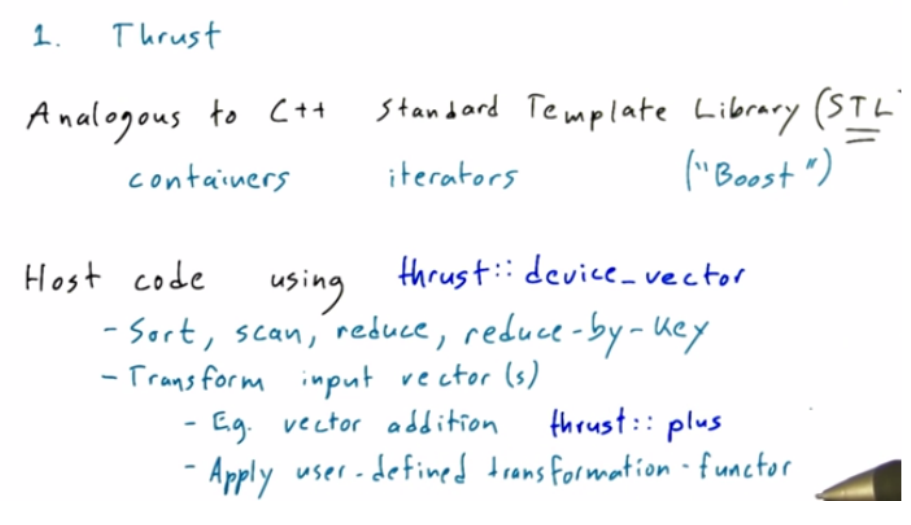 1. Thrust
Analogous to C++ Standard Template Library (STL
containers iterators ("Boost")
Host code using thrust::device_vector
- Sort, scan, reduce, reduce-by-key
- Transform input vector(s)
- E.g. vector addition thrust::plus
- Apply user-defined transformation-functor